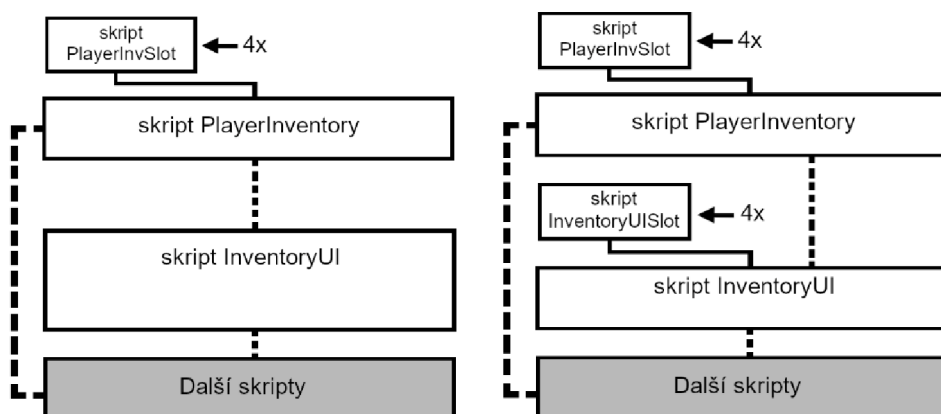 skript
PlayerInvSlot
4x
skript PlayerInventory
skript InventoryUI
Další skripty
skript
PlayerInvSlot
4x
skript PlayerInventory
skript
InventoryUISlot
4x
skript InventoryUI
Další skripty